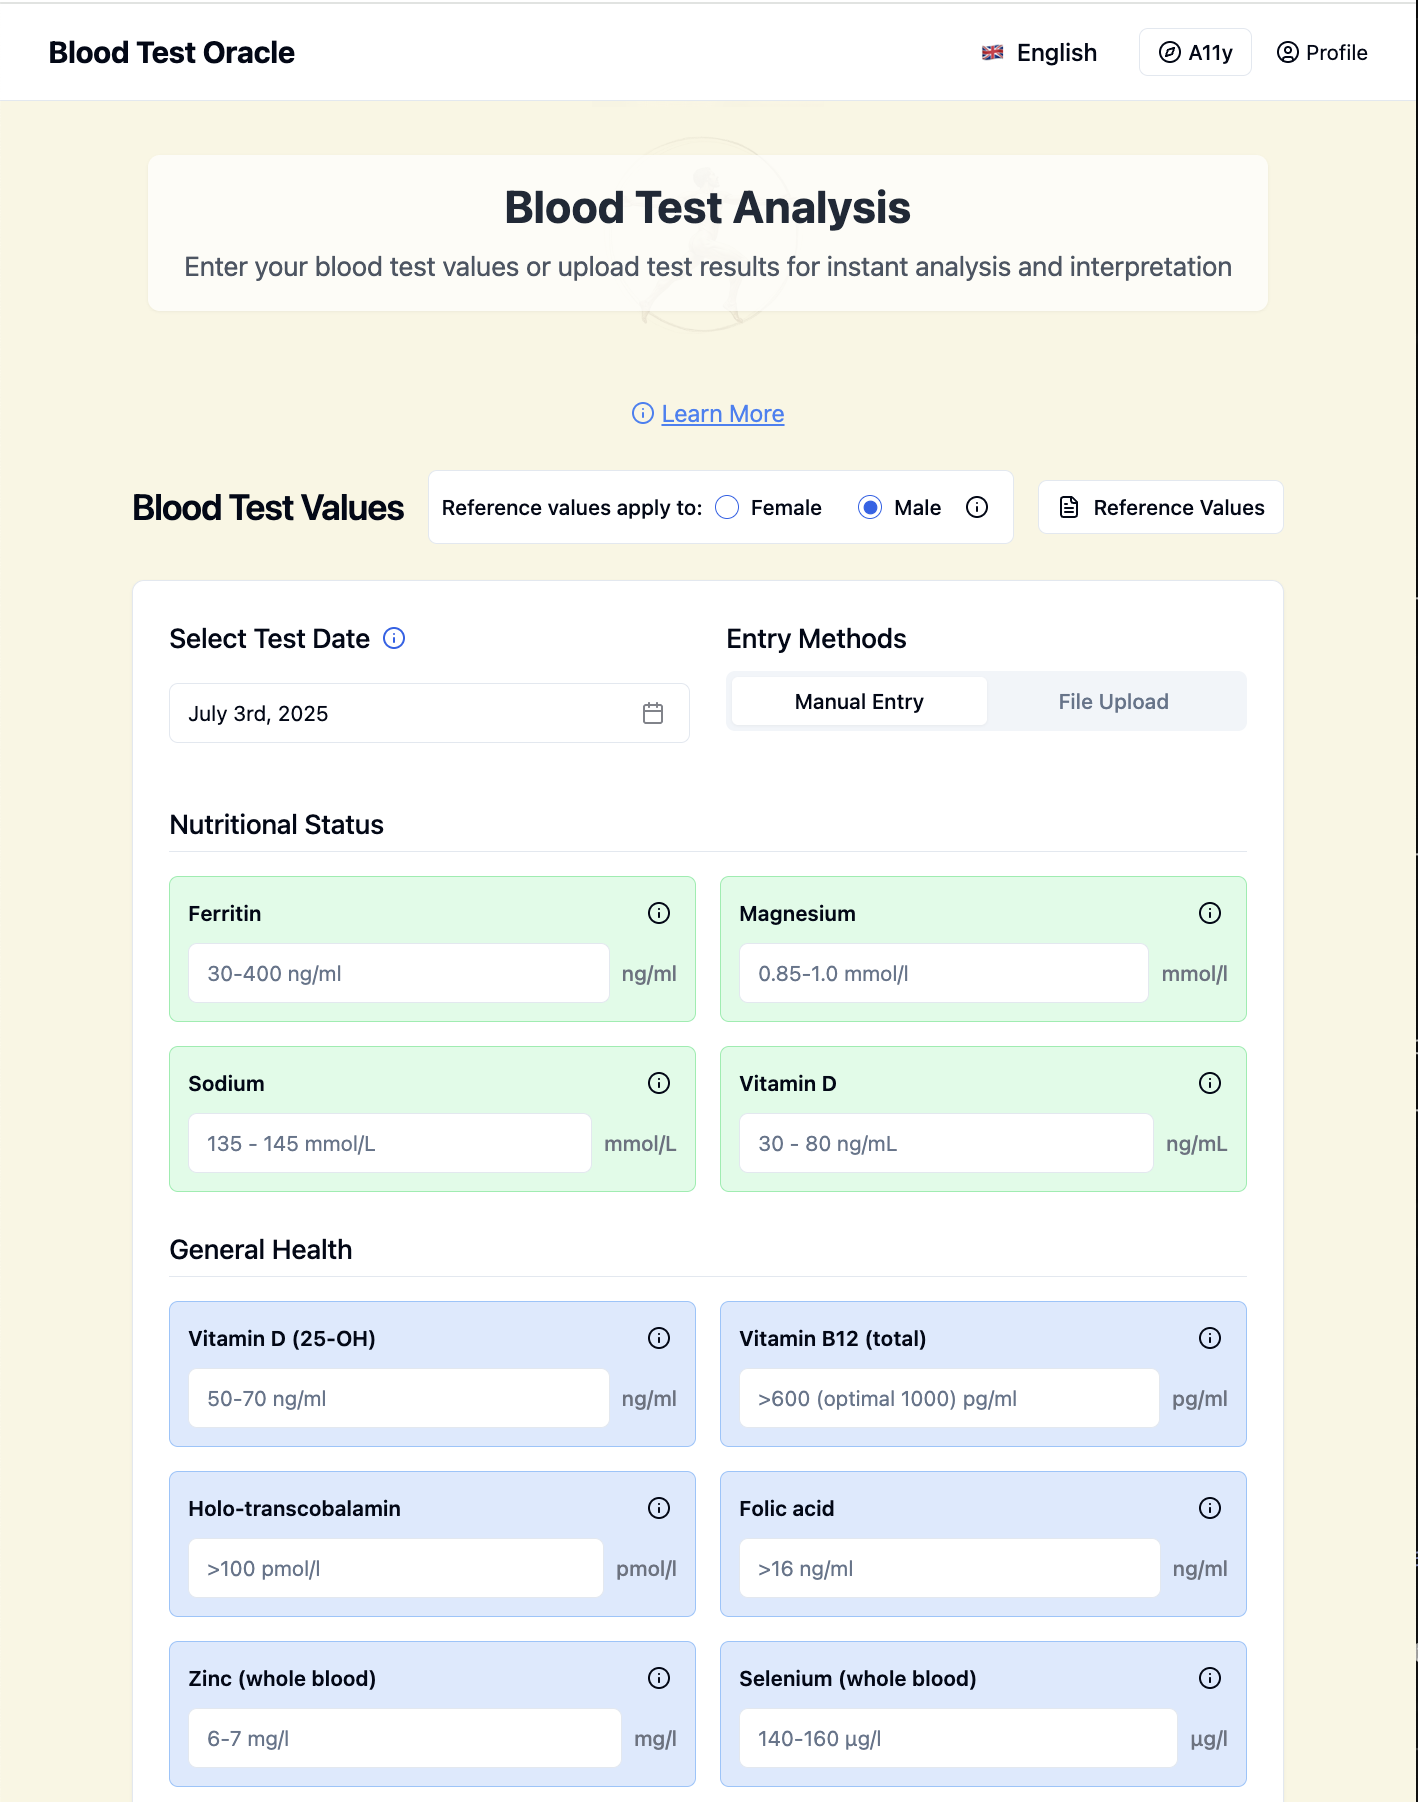 Blood Test Oracle
English
A11y
Profile
Blood Test Analysis
Enter your blood test values or upload test results for instant analysis and interpretation
Learn More
Blood Test Values
Reference values apply to:
Female
Male
Reference Values
Select Test Date
Entry Methods
July 3rd, 2025
Manual Entry
File Upload
Nutritional Status
Ferritin
30-400 ng/ml
ng/ml
Magnesium
0.85-1.0 mmol/l
mmol/l
Sodium
135 - 145 mmol/L
mmol/L
Vitamin D
30 - 80 ng/mL
ng/mL
General Health
Vitamin D (25-OH)
50-70 ng/ml
ng/ml
Vitamin B12 (total)
>600 (optimal 1000) pg/ml
pg/ml
Holo-transcobalamin
>100 pmol/l
pmol/l
Folic acid
>16 ng/ml
ng/ml
Zinc (whole blood)
6-7 mg/l
mg/l
Selenium (whole blood)
140-160 µg/l
µg/l